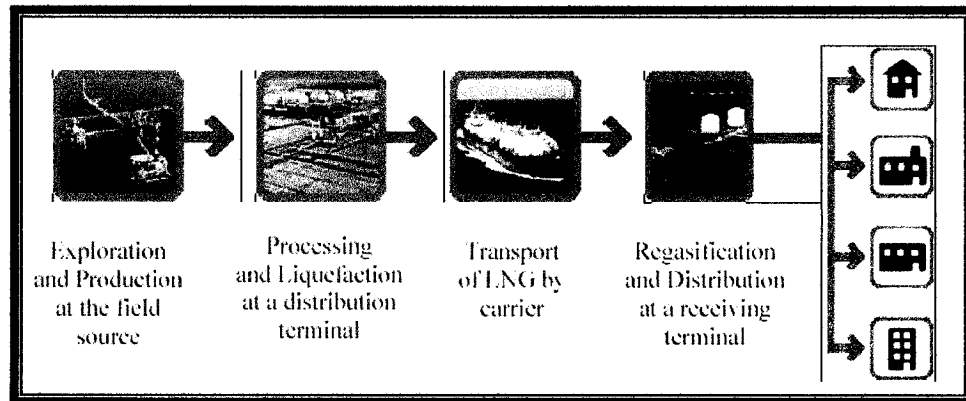 Exploration
and Production
at the field
source
Processing
and Liquefaction
at a distribution
terminal
Transport
of LNG by
carrier
Regasification
and Distribution
at a receiving
terminal